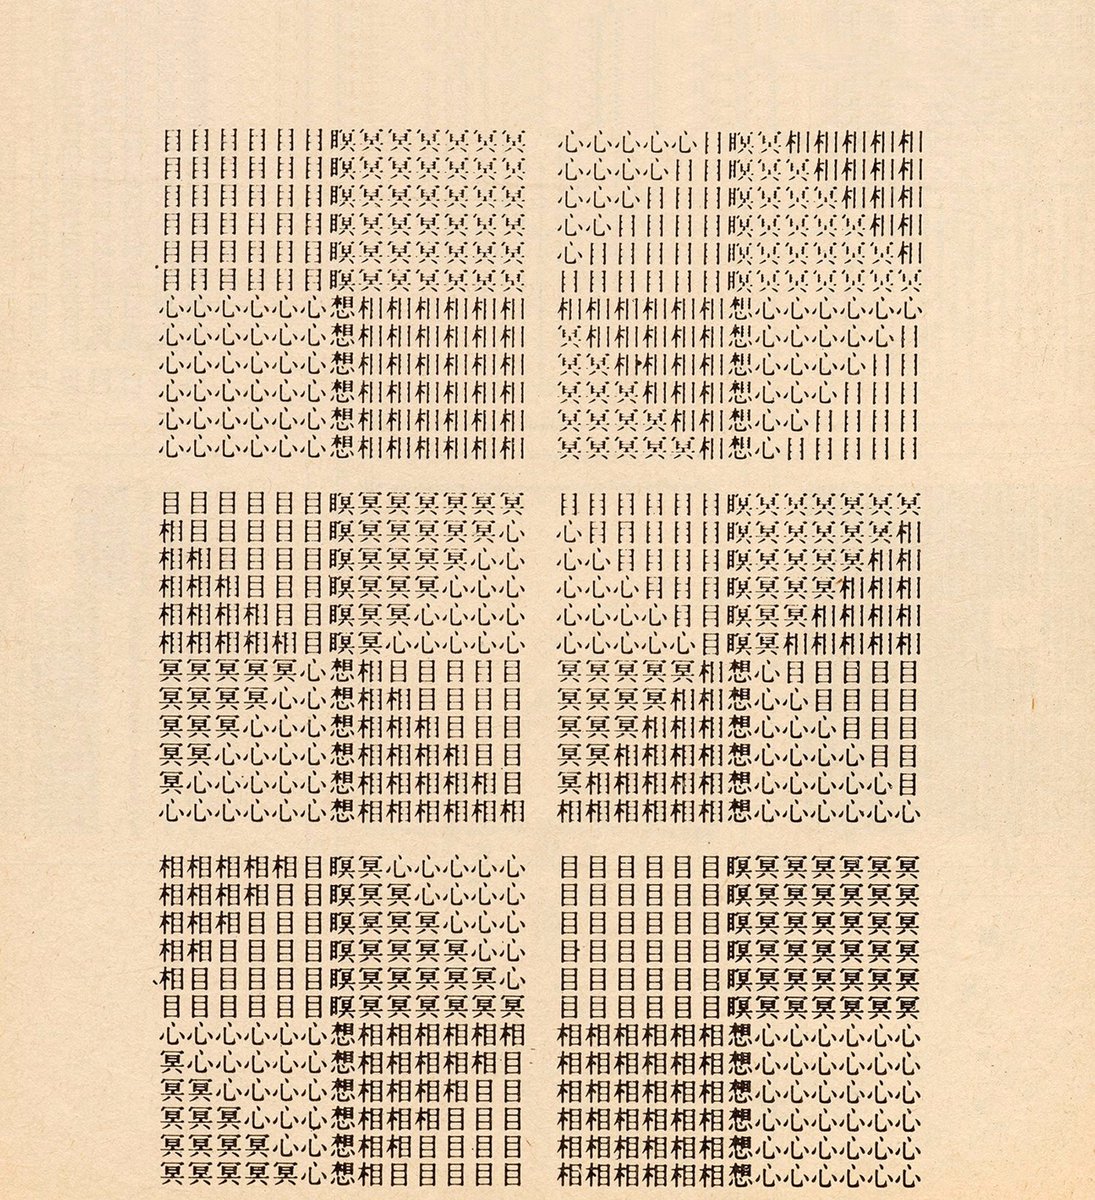 目目目目目目瞑冥冥冥冥冥冥
目目目目目目瞑冥冥冥冥冥冥
目目目目目目瞑冥冥冥冥冥冥
目目目目目目瞑冥冥冥冥冥冥
目目目目目目瞑冥冥冥冥冥冥
目目目目目目瞑冥冥冥冥冥冥
心心心心心心想相相相相相相
心心心心心心想相相相相相相
心心心心心心想相相相相相相
心心心心心心想相相相相相相
心心心心心心想相相相相相相
心心心心心心想相相相相相相
心心心心心目瞑冥相相相相相
心心心心目目瞑冥冥相相相相
心心心目目目瞑冥冥冥相相相
心心目目目目瞑冥冥冥冥相相
心目目目目目瞑冥冥冥冥冥相
目目目目目目瞑冥冥冥冥冥冥
相相相相相相想心心心心心心
冥相相相相相想心心心心心目
冥冥相相相相想心心心心目目
冥冥冥相相相想心心心目目目
冥冥冥冥相相想心心目目目目
冥冥冥冥冥相想心目目目目目
目目目目目目瞑冥冥冥冥冥冥
相目目目目目瞑冥冥冥冥冥心
相相目目目目瞑冥冥冥冥心心
相相相目目目瞑冥冥冥心心心
相相相相目目瞑冥冥心心心心
相相相相相目瞑冥心心心心心
冥冥冥冥冥心想相目目目目目
冥冥冥冥心心想相相目目目目
冥冥冥心心心想相相相目目目
冥冥心心心心想相相相相目目
冥心心心心心想相相相相相目
心心心心心心想相相相相相相
目目目目目目瞑冥冥冥冥冥冥
心目目目目目瞑冥冥冥冥冥相
心心目目目目瞑冥冥冥冥相相
心心心目目目瞑冥冥冥相相相
心心心心目目瞑冥冥相相相相
心心心心心目瞑冥相相相相相
冥冥冥冥冥相想心目目目目目
冥冥冥冥相相想心心目目目目
冥冥冥相相相想心心心目目目
冥冥相相相相想心心心心目目
冥相相相相相想心心心心心目
相相相相相相想心心心心心心
相相相相相目瞑冥心心心心心
相相相相目目瞑冥冥心心心心
相相相目目目瞑冥冥冥心心心
相相目目目目瞑冥冥冥冥心心
相目目目目目瞑冥冥冥冥冥心
目目目目目目瞑冥冥冥冥冥冥
心心心心心心想相相相相相相
冥心心心心心想相相相相相目
冥冥心心心心想相相相相目目
冥冥冥心心心想相相相目目目
冥冥冥冥心心想相相目目目目
冥冥冥冥冥心想相目目目目目
目目目目目目瞑冥冥冥冥冥冥
目目目目目目瞑冥冥冥冥冥冥
目目目目目目瞑冥冥冥冥冥冥
目目目目目目瞑冥冥冥冥冥冥
目目目目目目瞑冥冥冥冥冥冥
目目目目目目瞑冥冥冥冥冥冥
相相相相相相想心心心心心心
相相相相相相想心心心心心心
相相相相相相想心心心心心心
相相相相相相想心心心心心心
相相相相相相想心心心心心心
相相相相相相想心心心心心心